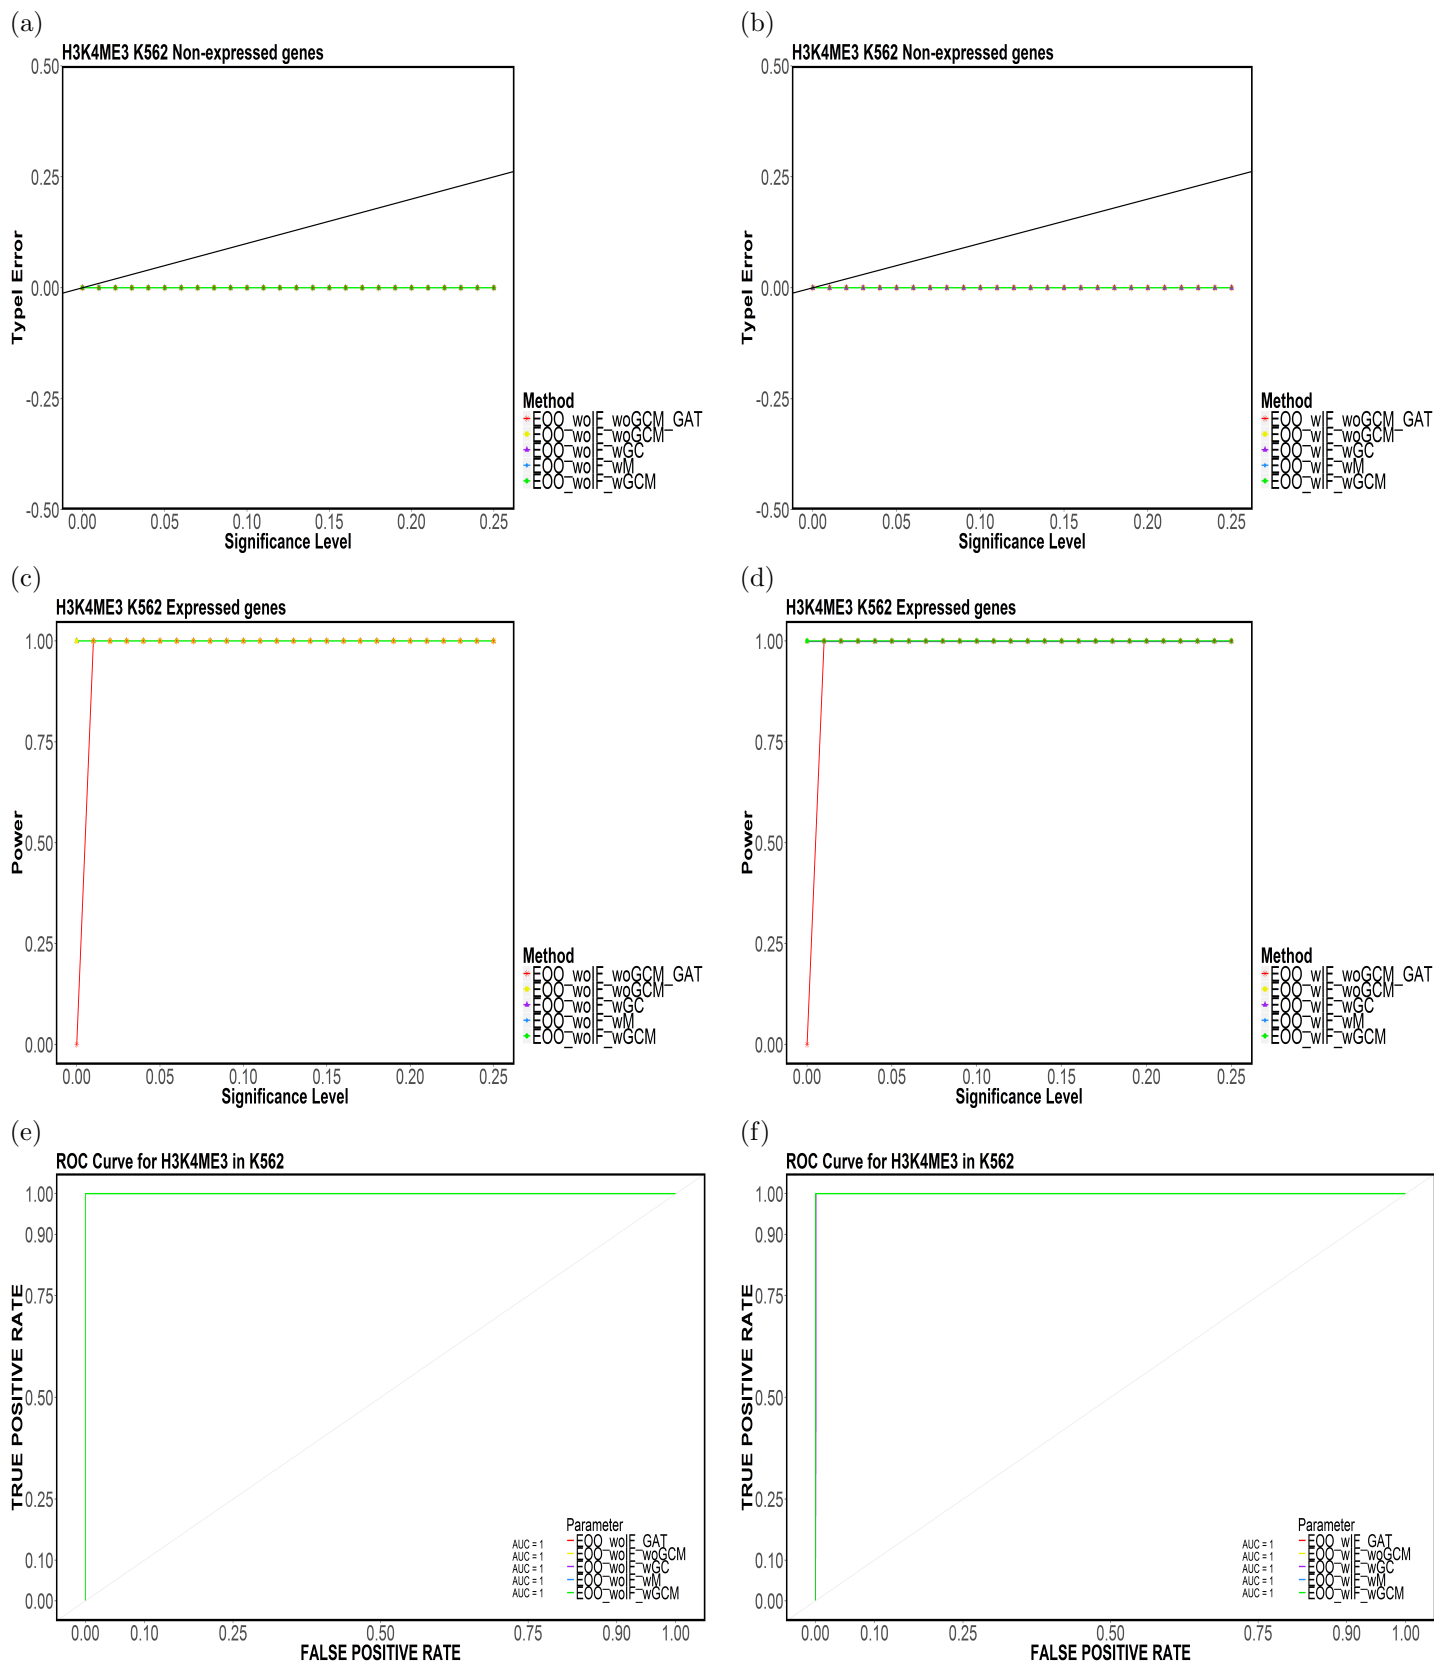 (a)
H3K4ME3 K562 Non-expressed genes
0.50
0.25
0.00
-0.25
-0.50
TypeI Error
0.00 0.05 0.10 0.15 0.20 0.25
Significance Level
Method
EOO_woIF_woGCM_GAT
EOO_woIF_woGCM
EOO_woIF_wGC
EOO_woIF_wM
EOO_woIF_wGCM
(b)
H3K4ME3 K562 Non-expressed genes
0.50
0.25
0.00
-0.25
-0.50
TypeI Error
0.00 0.05 0.10 0.15 0.20 0.25
Significance Level
Method
EOO_wIF_woGCM_GAT
EOO_wIF_woGCM
EOO_wIF_wGC
EOO_wIF_wM
EOO_wIF_wGCM
(c)
H3K4ME3 K562 Expressed genes
1.00
0.75
0.50
0.25
0.00
Power
0.00 0.05 0.10 0.15 0.20 0.25
Significance Level
Method
EOO_woIF_woGCM_GAT
EOO_woIF_woGCM
EOO_woIF_wGC
EOO_woIF_wM
EOO_woIF_wGCM
(d)
H3K4ME3 K562 Expressed genes
1.00
0.75
0.50
0.25
0.00
Power
0.00 0.05 0.10 0.15 0.20 0.25
Significance Level
Method
EOO_wIF_woGCM_GAT
EOO_wIF_woGCM
EOO_wIF_wGC
EOO_wIF_wM
EOO_wIF_wGCM
(e)
ROC Curve for H3K4ME3 in K562
1.00
0.90
0.75
0.50
0.25
0.10
0.00
TRUE POSITIVE RATE
Parameter
AUC = 1 EOO_woIF_GAT
AUC = 1 EOO_woIF_woGCM
AUC = 1 EOO_woIF_wGC
AUC = 1 EOO_woIF_wM
AUC = 1 EOO_woIF_wGCM
0.00 0.10 0.25 0.50 0.75 0.90 1.00
FALSE POSITIVE RATE
(f)
ROC Curve for H3K4ME3 in K562
1.00
0.90
0.75
0.50
0.25
0.10
0.00
TRUE POSITIVE RATE
Parameter
AUC = 1 EOO_wIF_GAT
AUC = 1 EOO_wIF_woGCM
AUC = 1 EOO_wIF_wGC
AUC = 1 EOO_wIF_wM
AUC = 1 EOO_wIF_wGCM
0.00 0.10 0.25 0.50 0.75 0.90 1.00
FALSE POSITIVE RATE